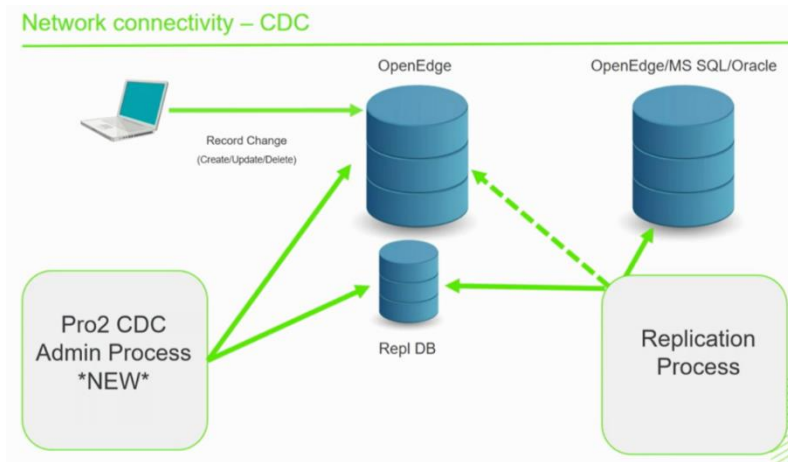 Network connectivity – CDC
OpenEdge
OpenEdge/MS SQL/Oracle
Record Change
(Create/Update/Delete)
Pro2 CDC
Admin Process
*NEW*
Repl DB
Replication
Process